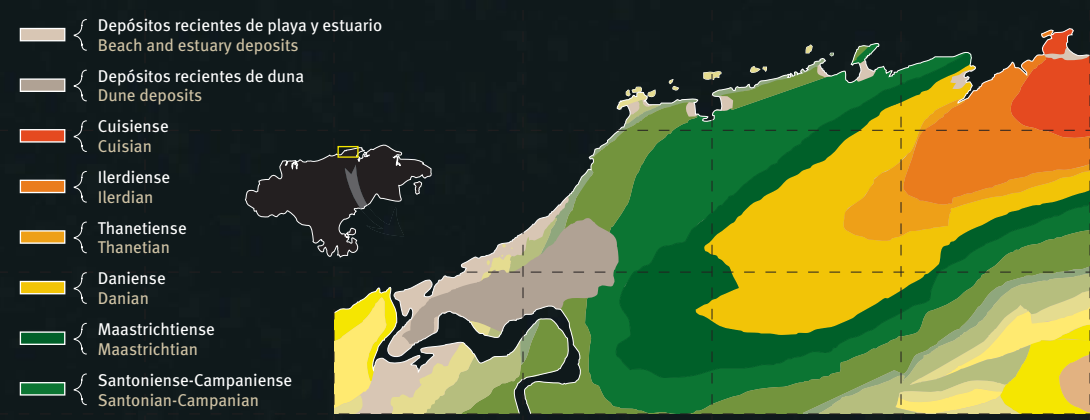 Depósitos recientes de playa y estuario
Beach and estuary deposits
Depósitos recientes de duna
Dune deposits
Cuisiense
Cuisian
Ilerdiense
Ilerdian
Thanetiense
Thanetian
Daniense
Danian
Maastrichtiense
Maastrichtian
Santoniense-Campaniense
Santonian-Campanian